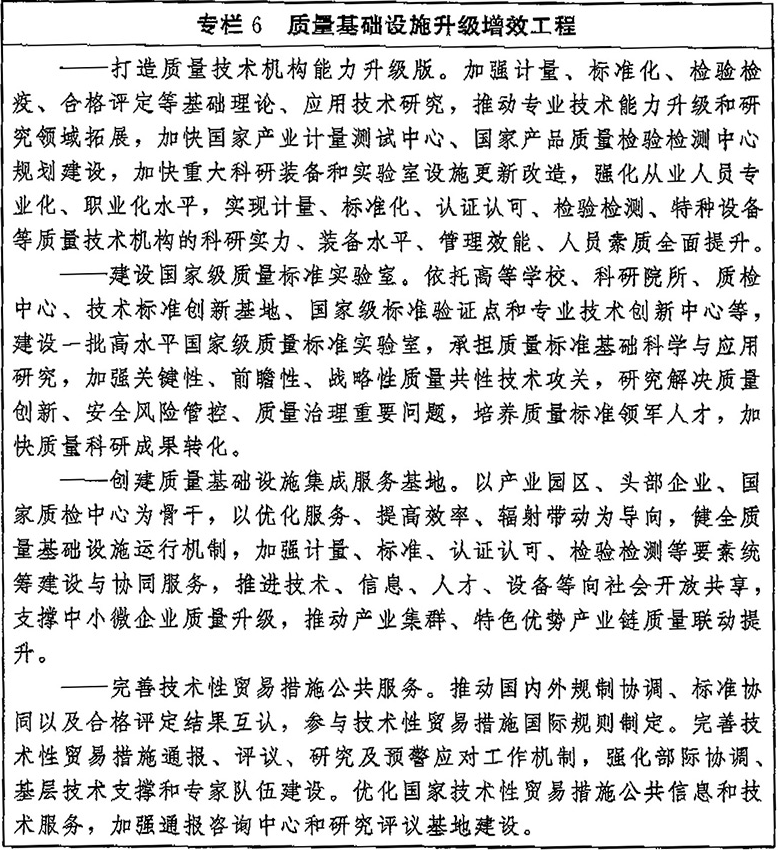 专栏 6 质量基础设施升级增效工程
——打造质量技术机构能力升级版。加强计量、标准化、检验检
疫、合格评定等基础理论、应用技术研究，推动专业技术能力升级和研
究领域拓展，加快国家产业计量测试中心、国家产品质量检验检测中心
规划建设，加快重大科研装备和实验室设施更新改造，强化从业人员专
业化、职业化水平，实现计量、标准化、认证认可、检验检测、特种设备
等质量技术机构的科研实力、装备水平、管理效能、人员素质全面提升。
——建设国家级质量标准实验室。依托高等学校、科研院所、质检
中心、技术标准创新基地、国家级标准验证点和专业技术创新中心等，
建设一批高水平国家级质量标准实验室，承担质量标准基础科学与应用
研究，加强关键性、前瞻性、战略性质量共性技术攻关，研究解决质量
创新、安全风险管控、质量治理重要问题，培养质量标准领军人才，加
快质量科研成果转化。
——创建质量基础设施集成服务基地。以产业园区、头部企业、国
家质检中心为骨干，以优化服务、提高效率、辐射带动为导向，健全质
量基础设施运行机制，加强计量、标准、认证认可、检验检测等要素统
筹建设与协同服务，推进技术、信息、人才、设备等向社会开放共享，
支撑中小微企业质量升级，推动产业集群、特色优势产业链质量联动提
升。
——完善技术性贸易措施公共服务。推动国内外规制协调、标准协
同以及合格评定结果互认，参与技术性贸易措施国际规则制定。完善技
术性贸易措施通报、评议、研究及预警应对工作机制，强化部际协调、
基层技术支撑和专家队伍建设。优化国家技术性贸易措施公共信息和技
术服务，加强通报咨询中心和研究评议基地建设。